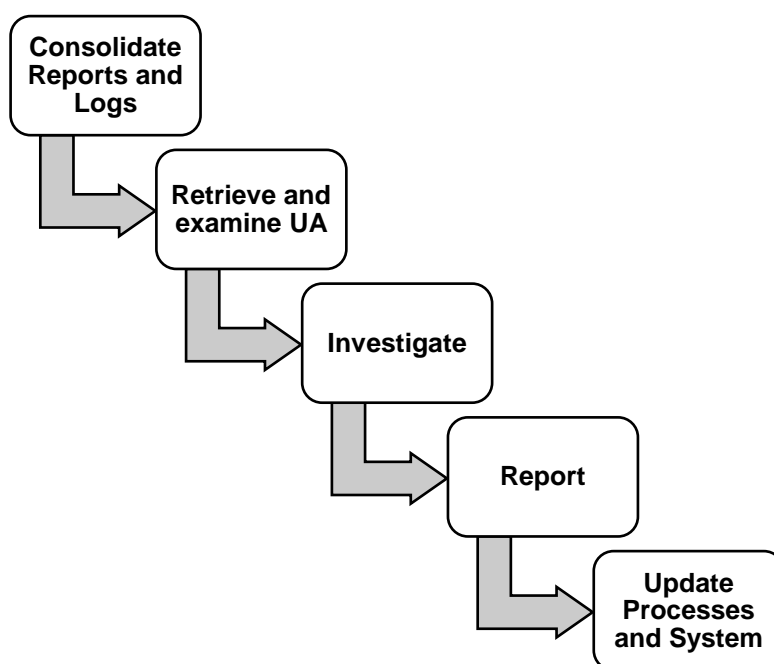 Consolidate
Reports and
Logs
Retrieve and
examine UA
Investigate
Report
Update
Processes
and System